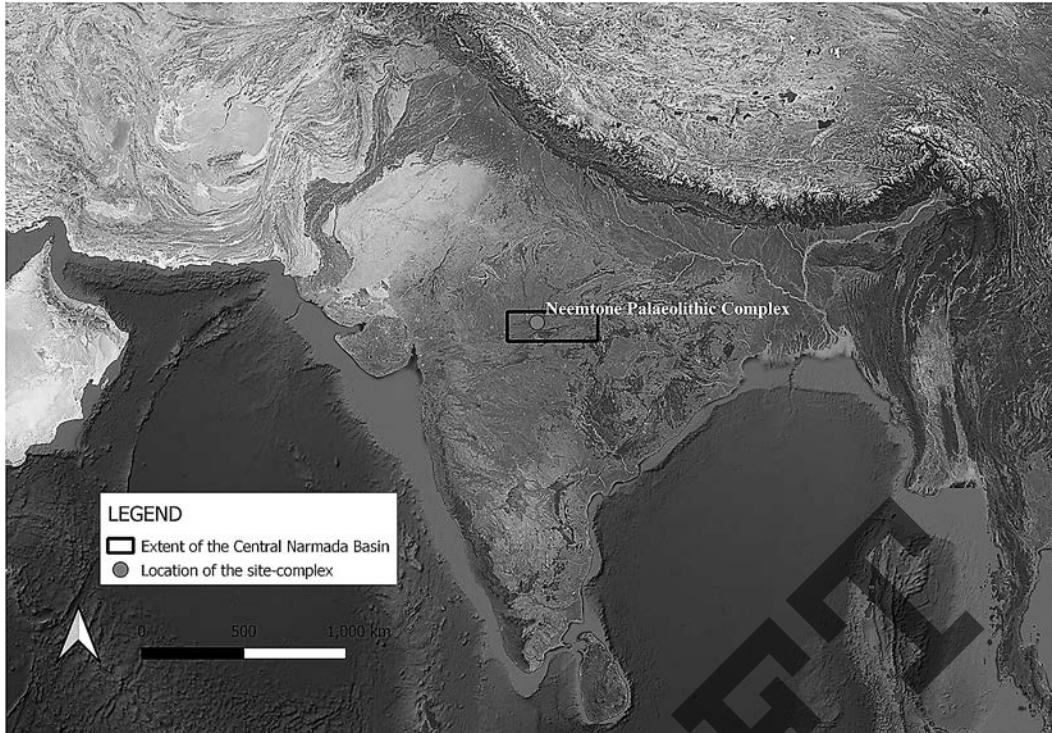 Neemtone Palaeolithic Complex
LEGEND
Extent of the Central Narmada Basin
Location of the site-complex
0 500 1,000 km